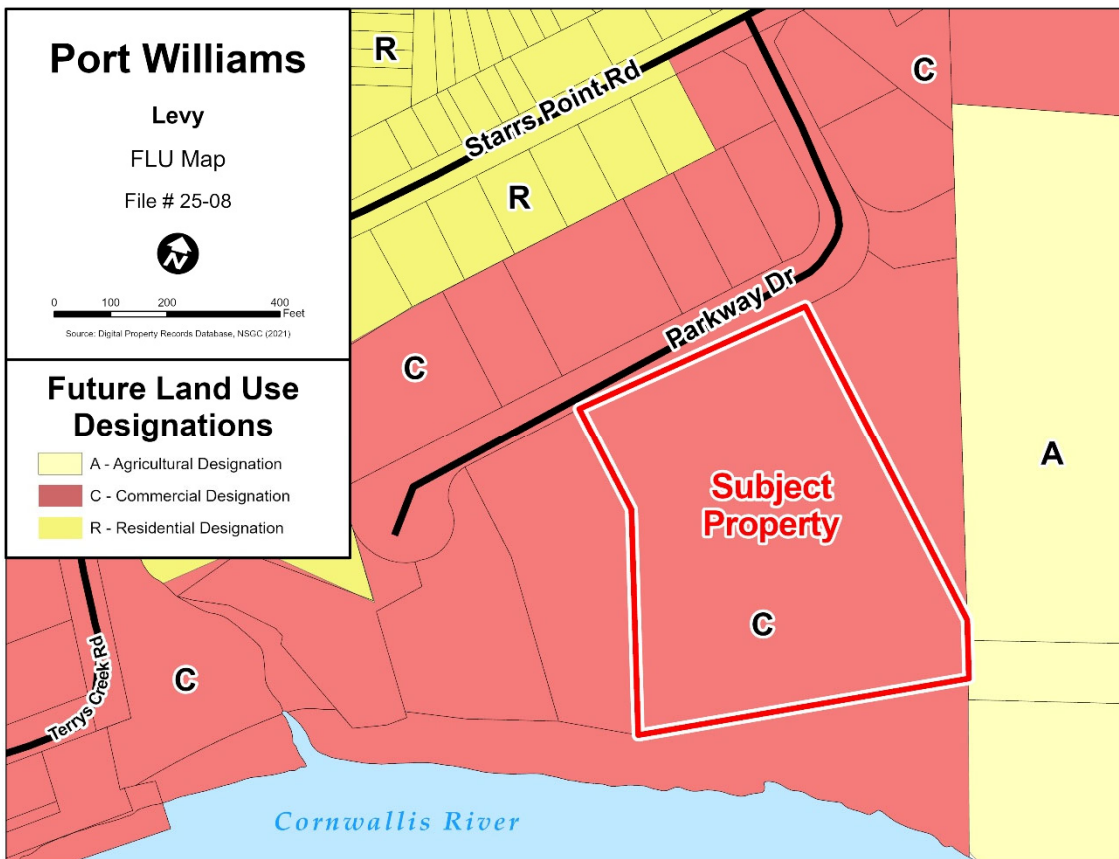 Port Williams
Levy
FLU Map
File # 25-08
N
0 100 200 400
Feet
Source: Digital Property Records Database, NSGC (2021)
Future Land Use
Designations
A - Agricultural Designation
C - Commercial Designation
R - Residential Designation
R
C
Starrs Point Rd
R
Parkway Dr
C
A
Subject
Property
C
C
Terrys Creek Rd
Cornwallis River